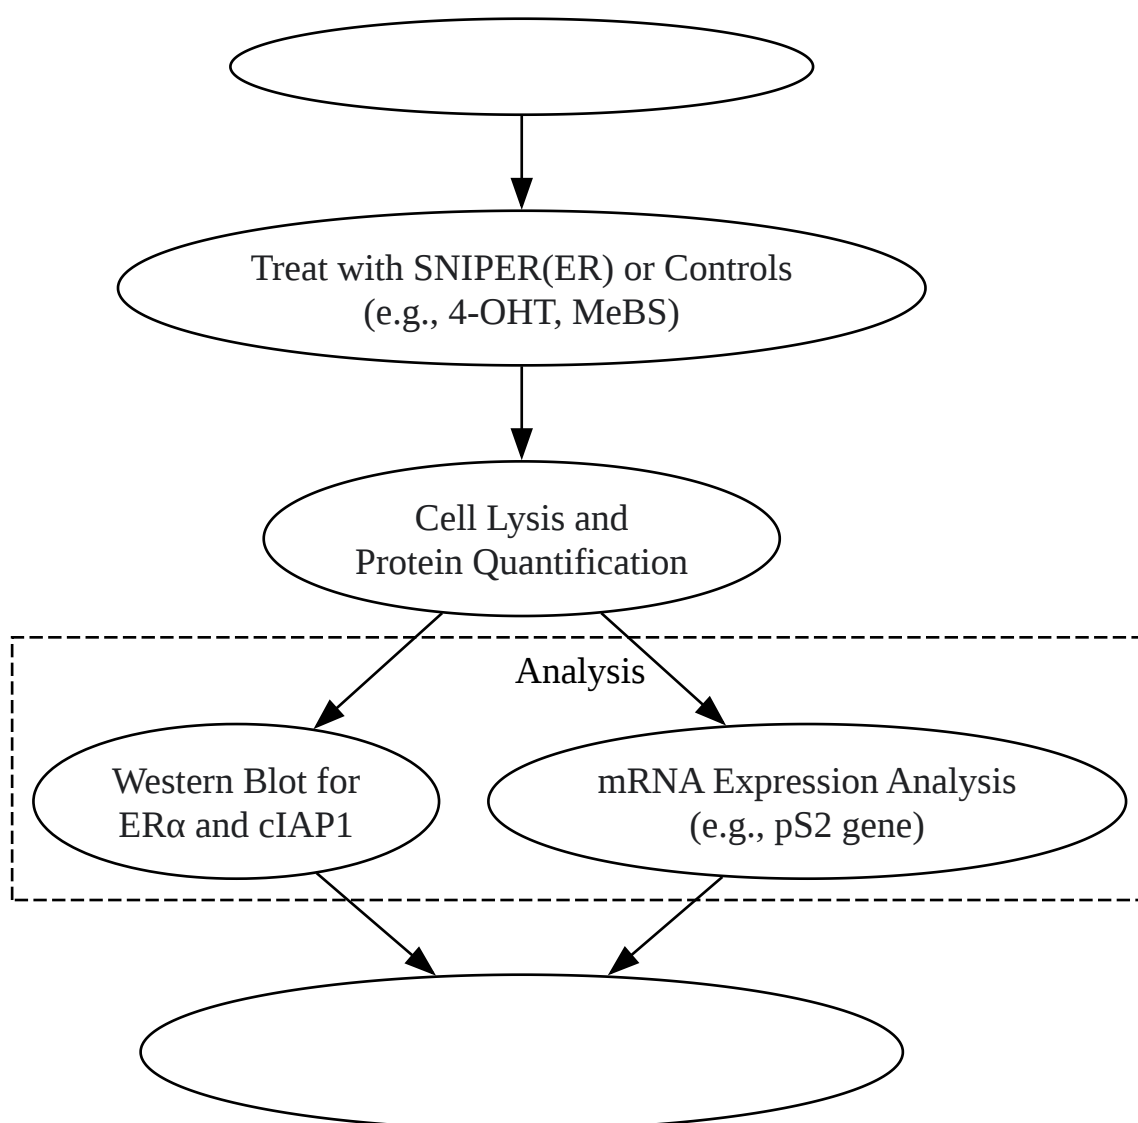 Treat with SNIPER(ER) or Controls
(e.g., 4-OHT, MeBS)
Cell Lysis and
Protein Quantification
Analysis
Western Blot for
ERα and cIAP1
mRNA Expression Analysis
(e.g., pS2 gene)